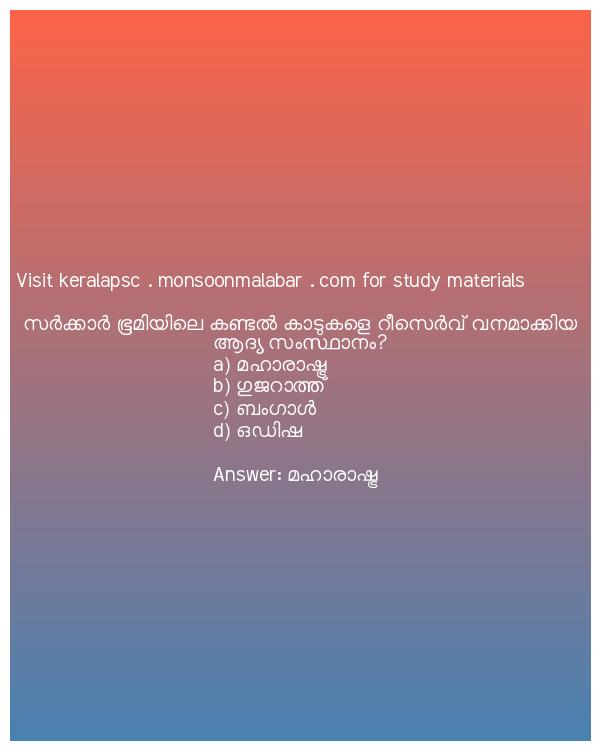 Visit keralapsc . monsoonmalabar . com for study materials
സർക്കാർ ഭൂമിയിലെ കണ്ടൽ കാടുകളെ റീസെർവ് വനമാക്കിയ
ആദ്യ സംസ്ഥാനം?
a) മഹാരാഷ്ട്ര
b) ഗുജറാത്ത്
c) ബംഗാൾ
d) ഒഡിഷ
Answer: മഹാരാഷ്ട്ര